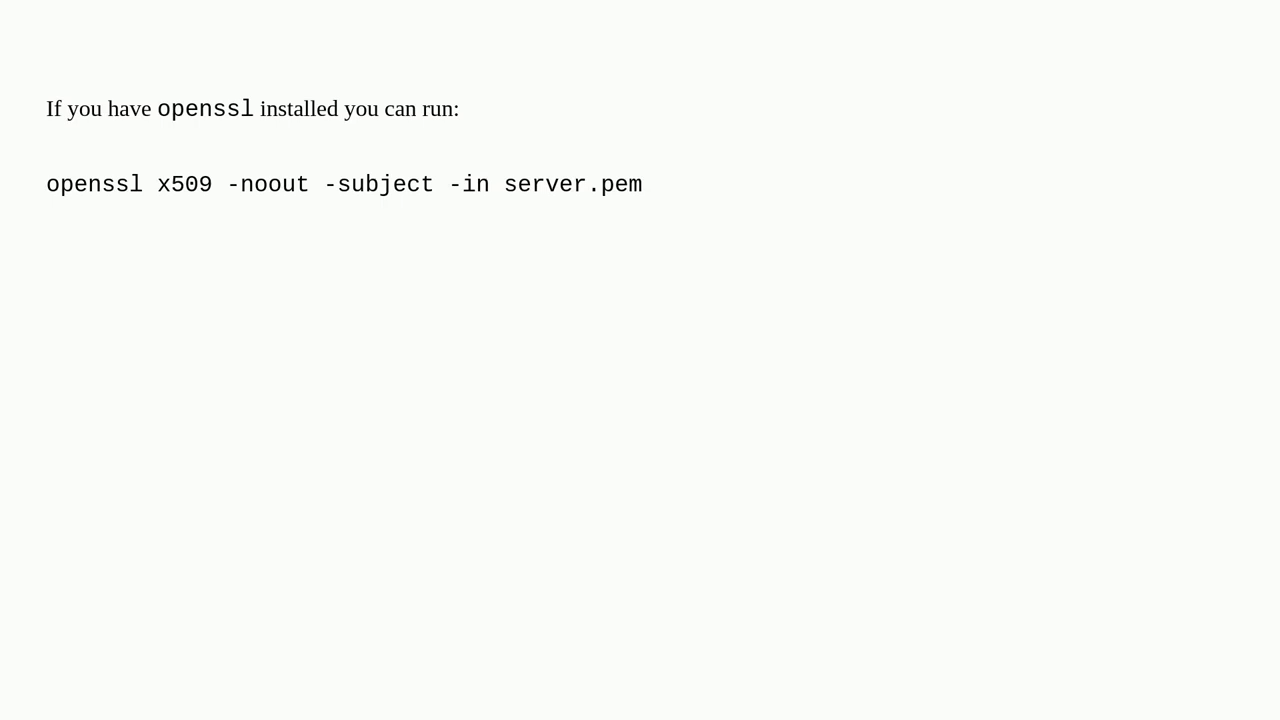 If you have openssl installed you can run:
openssl x509 -noout -subject -in server.pem